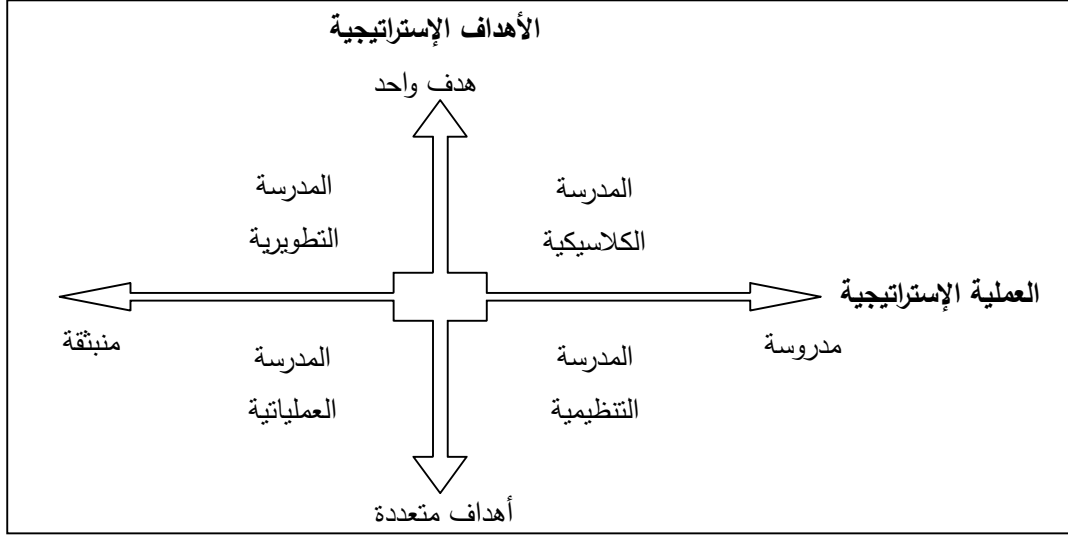 الأهداف الإستراتيجية
هدف واحد
المدرسة
الكلاسيكية
المدرسة
التطويرية
العملية الإستراتيجية
مدروسة
منبثقة
المدرسة
التنظيمية
المدرسة
العملياتية
أهداف متعددة